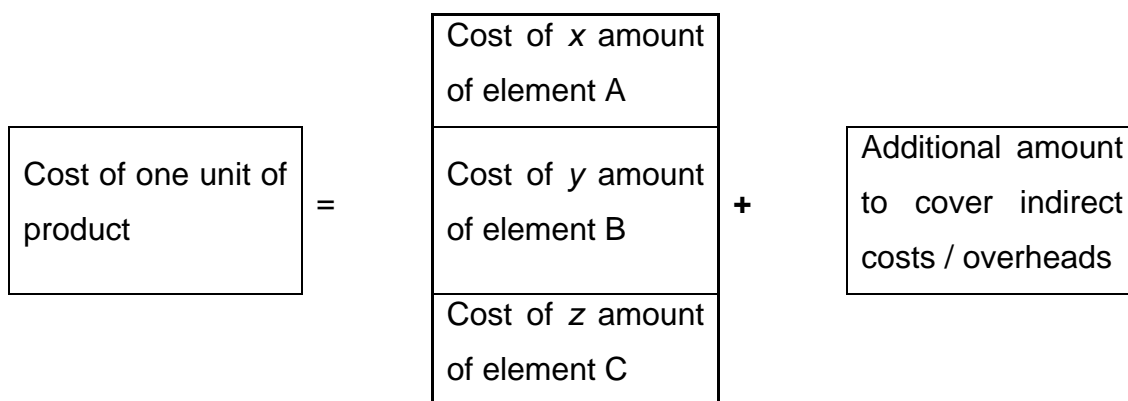 Cost of one unit of
product
=
Cost of x amount
of element A
Cost of y amount
of element B
Cost of z amount
of element C
+
Additional amount
to cover indirect
costs / overheads